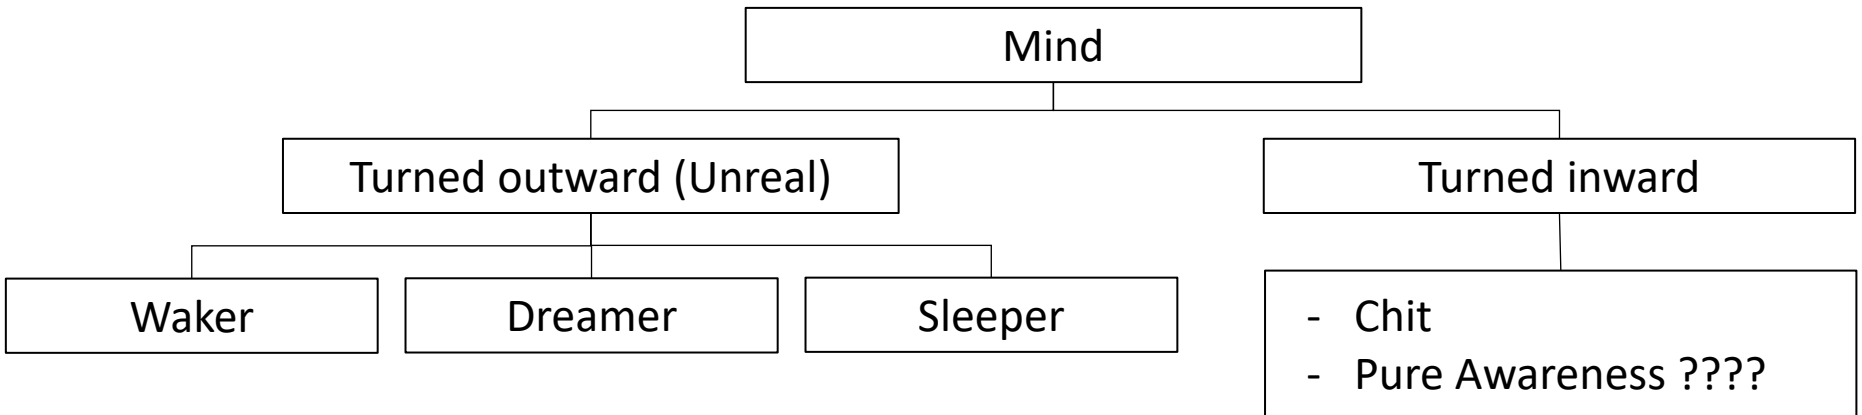 Mind
Turned outward (Unreal)
Turned inward
Waker
Dreamer
Sleeper
- Chit
- Pure Awareness ????